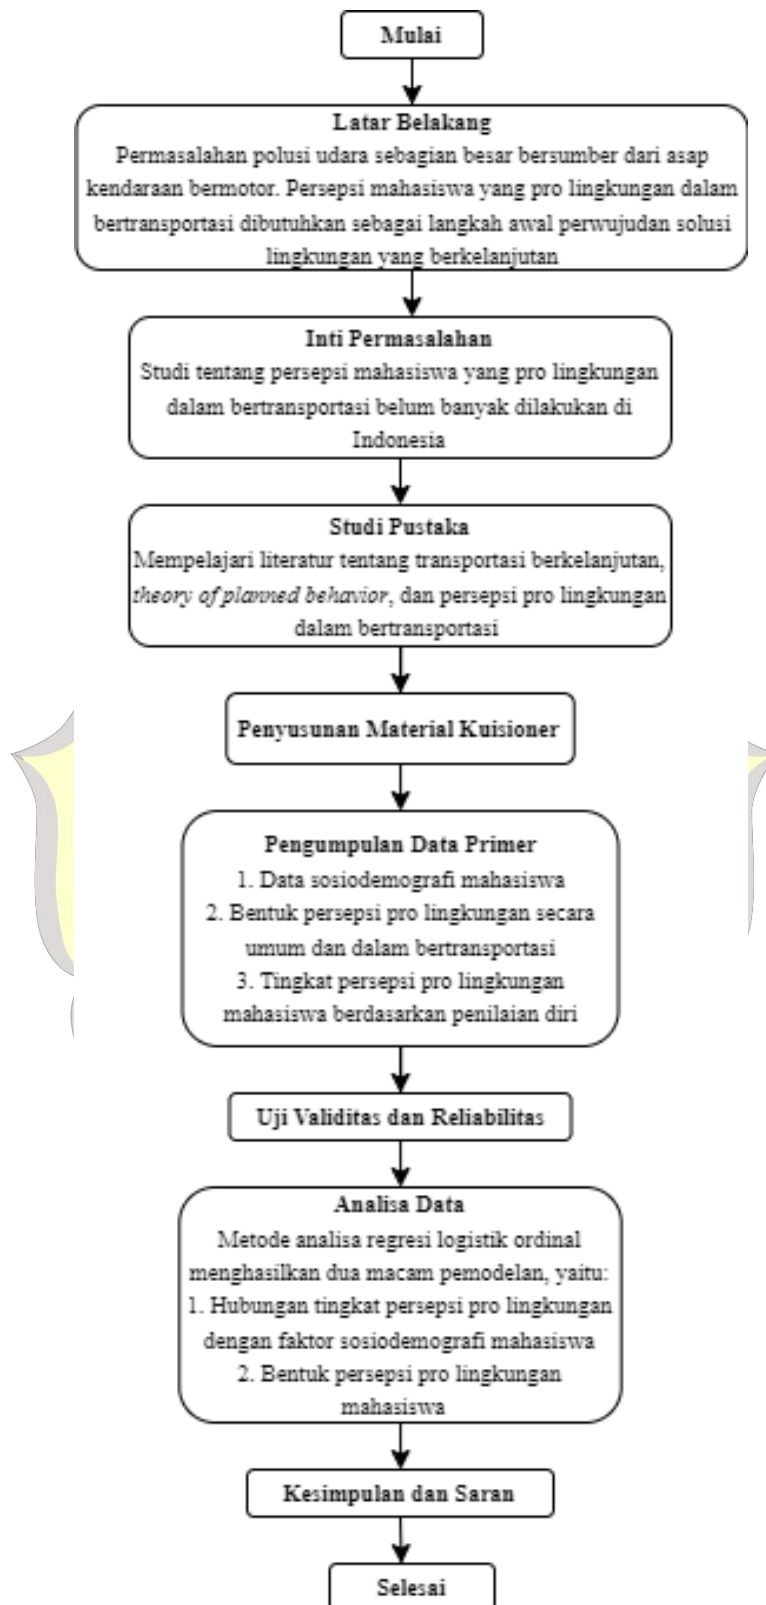 Mulai
Latar Belakang
Permasalahan polusi udara sebagian besar bersumber dari asap
kendaraan bermotor. Persepsi mahasiswa yang pro lingkungan dalam
bertransportasi dibutuhkan sebagai langkah awal perwujudan solusi
lingkungan yang berkelanjutan
Inti Permasalahan
Studi tentang persepsi mahasiswa yang pro lingkungan
dalam bertransportasi belum banyak dilakukan di
Indonesia
Studi Pustaka
Mempelajari literatur tentang transportasi berkelanjutan,
theory of planned behavior, dan persepsi pro lingkungan
dalam bertransportasi
Penyusunan Material Kuisioner
Pengumpulan Data Primer
1. Data sosiodemografi mahasiswa
2. Bentuk persepsi pro lingkungan secara
umum dan dalam bertransportasi
3. Tingkat persepsi pro lingkungan
mahasiswa berdasarkan penilaian diri
Uji Validitas dan Reliabilitas
Analisa Data
Metode analisa regresi logistik ordinal
menghasilkan dua macam pemodelan, yaitu:
1. Hubungan tingkat persepsi pro lingkungan
dengan faktor sosiodemografi mahasiswa
2. Bentuk persepsi pro lingkungan
mahasiswa
Kesimpulan dan Saran
Selesai